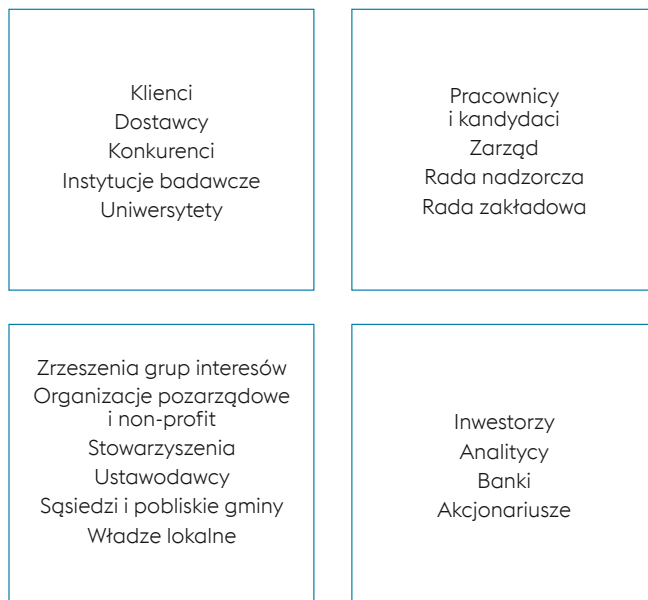 Klienci
Dostawcy
Konkurenci
Instytucje badawcze
Uniwersytety
Pracownicy
i kandydaci
Zarząd
Rada nadzorcza
Rada zakładowa
Zrzeszenia grup interesów
Organizacje pozarządowe
i non-profit
Stowarzyszenia
Ustawodawcy
Sąsiedzi i pobliskie gminy
Władze lokalne
Inwestorzy
Analitycy
Banki
Akcjonariusze